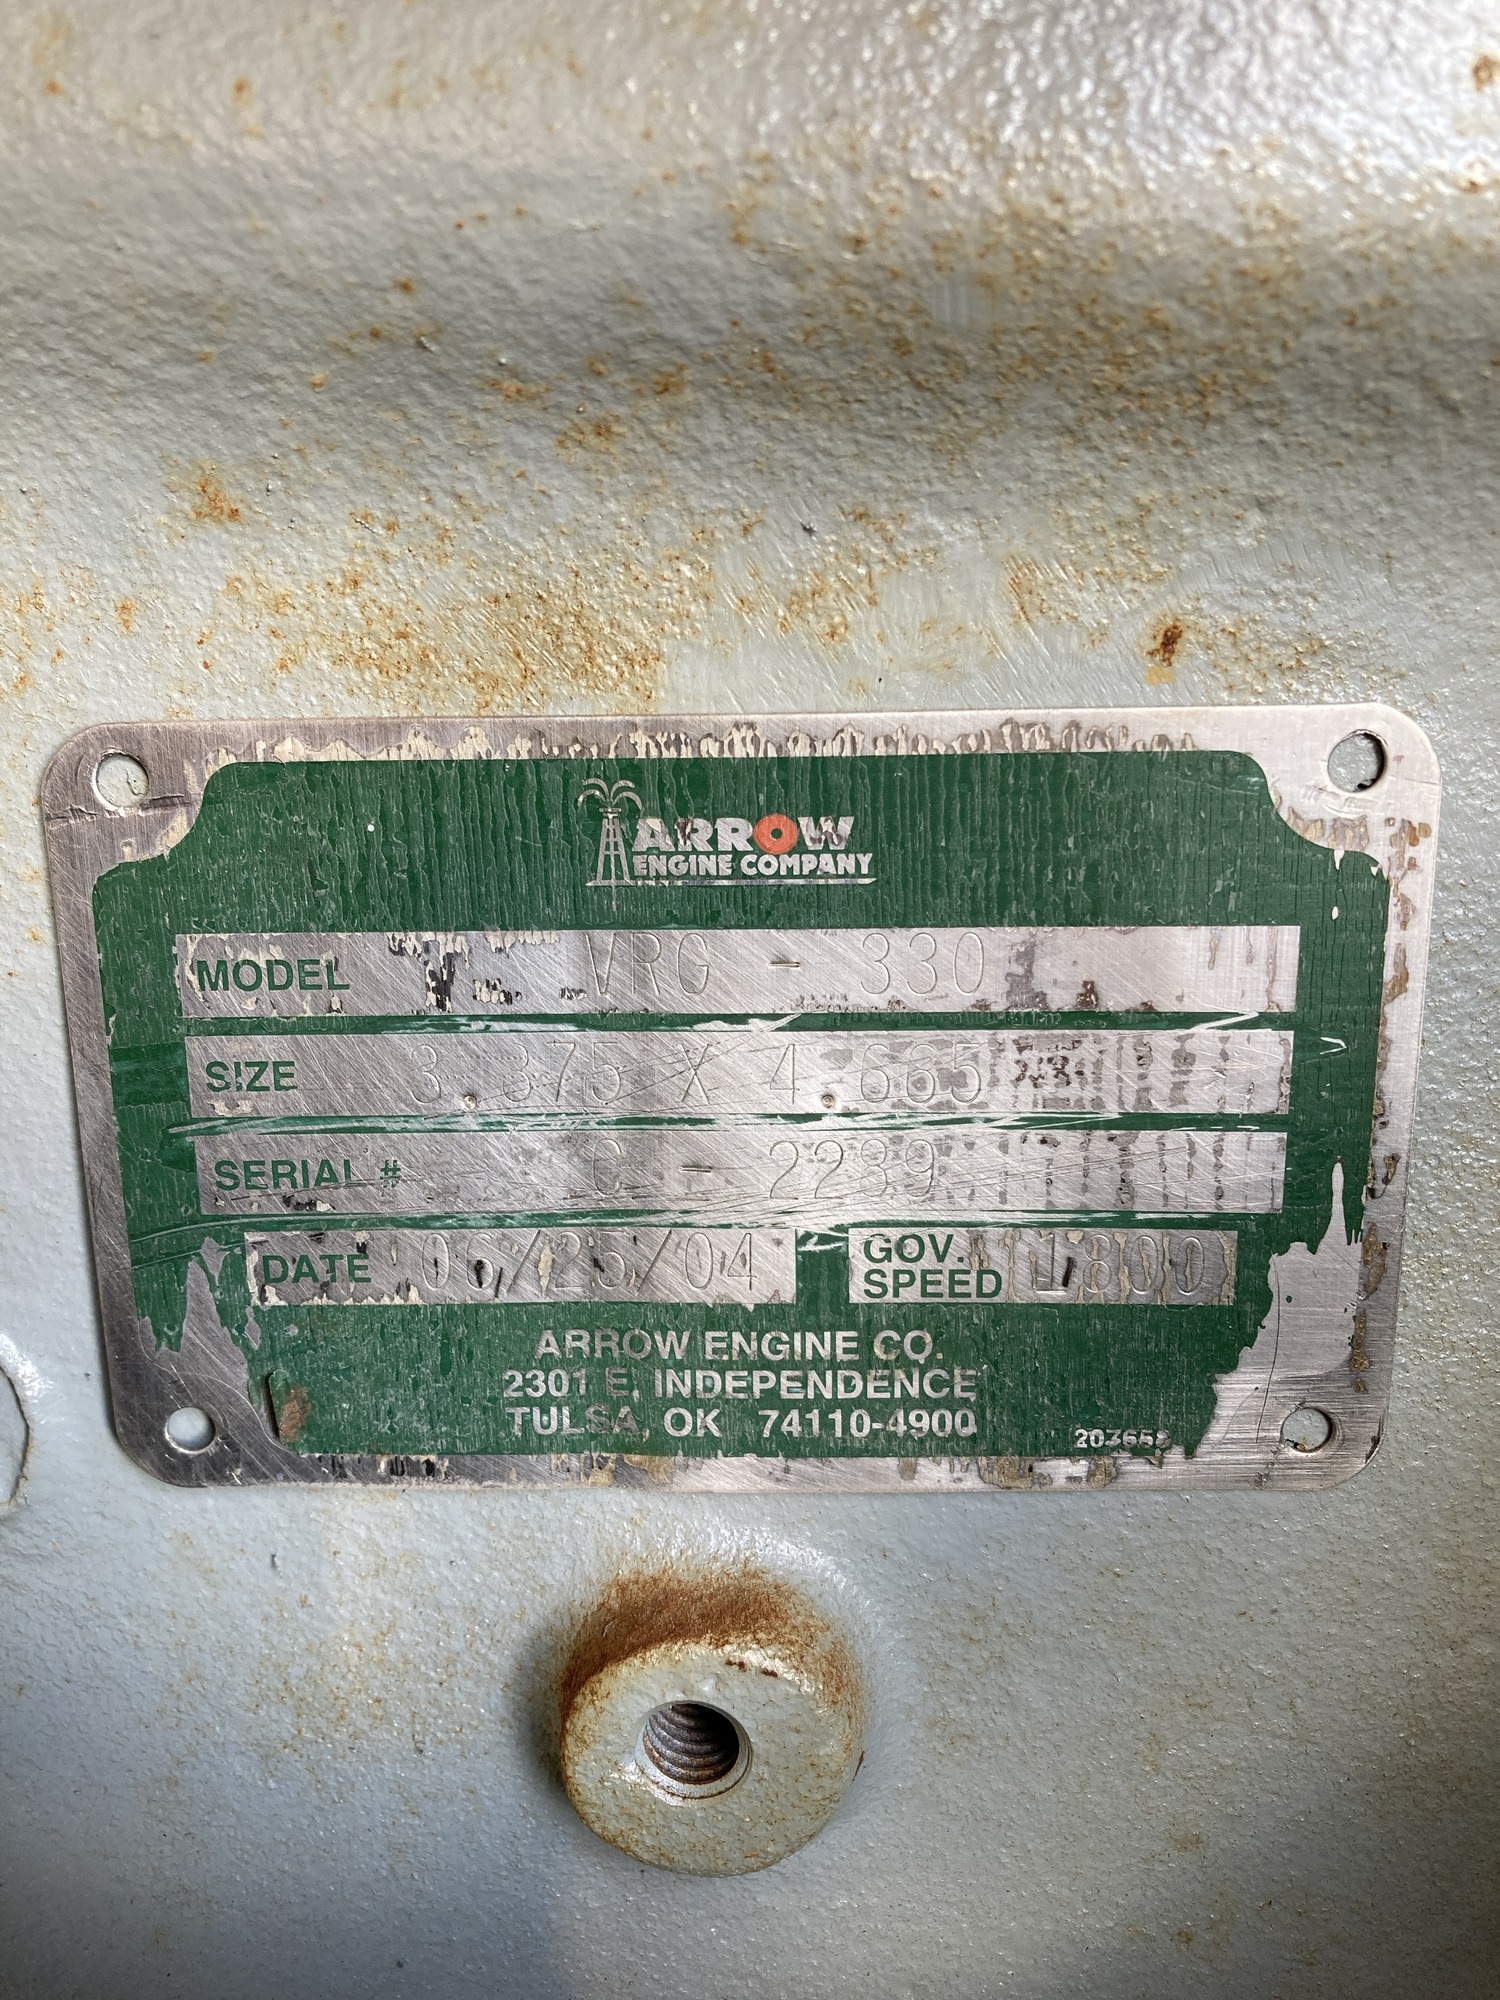 ARROW
ENGINE COMPANY
MODEL VRG - 330
SIZE 3.375 X 4.665
SERIAL # C - 2239
DATE 06/25/04
GOV. SPEED 1800
ARROW ENGINE CO.
2301 E. INDEPENDENCE
TULSA, OK 74110-4900